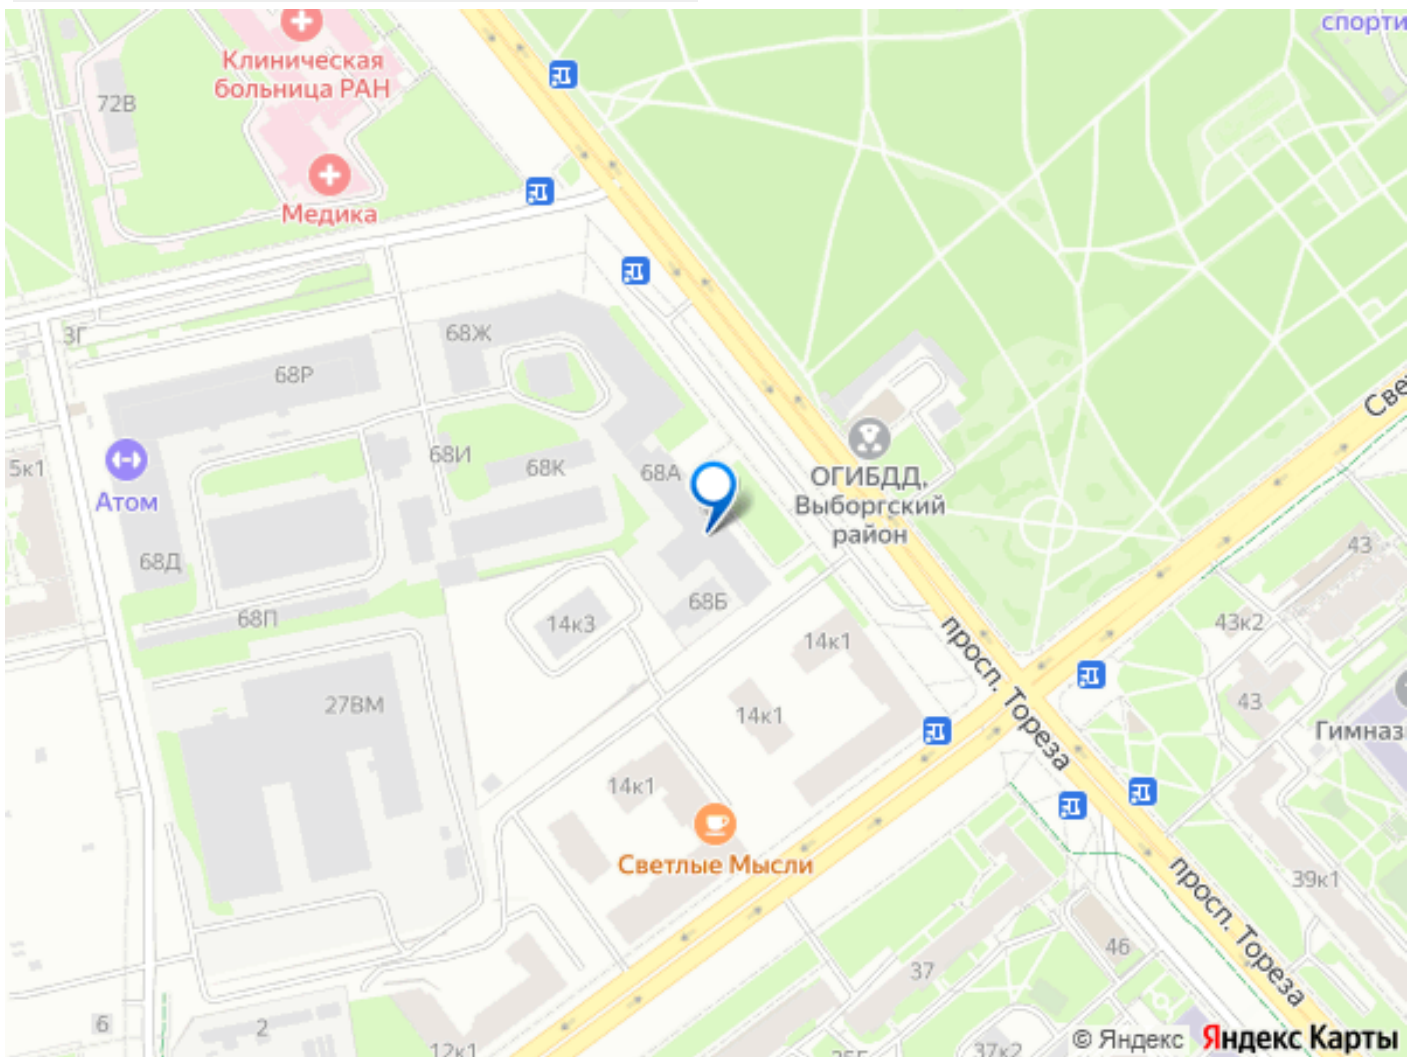 спорти
Клиническая
больница РАН
72В
Медика
3Г
68Ж
68Р
Све
5к1
Атом
68И
68К
68А
ОГИБДД,
Выборгский
район
68Д
43
68П
14к3
68Б
14к1
43к2
просп. Тореза
27ВМ
14к1
43
Гимназ
14к1
Светлые Мысли
39к1
просп. Тореза
46
37
6
2
12к1
37к2
© Яндекс Яндекс Карты